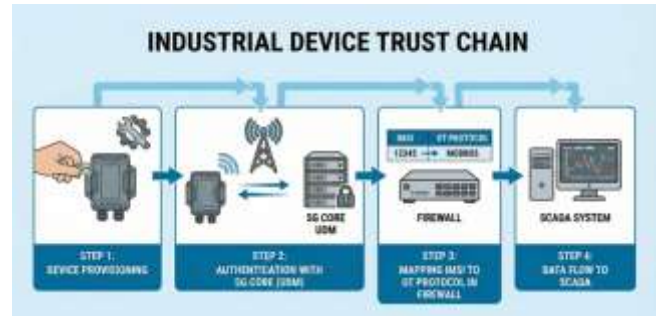 INDUSTRIAL DEVICE TRUST CHAIN
IMSI OT PROTOCOL
12345 → MODBUS
5G CORE
UDM
FIREWALL
SCAGA SYSTEM
STEP 1:
DEVICE PROVISIONING
STEP 2:
AUTHENTICATION WITH
5G CORE (UDM)
STEP 3:
MAPPING IMSI TO
OT PROTOCOL IN
FIREWALL
STEP 4:
DATA FLOW TO
SCADA